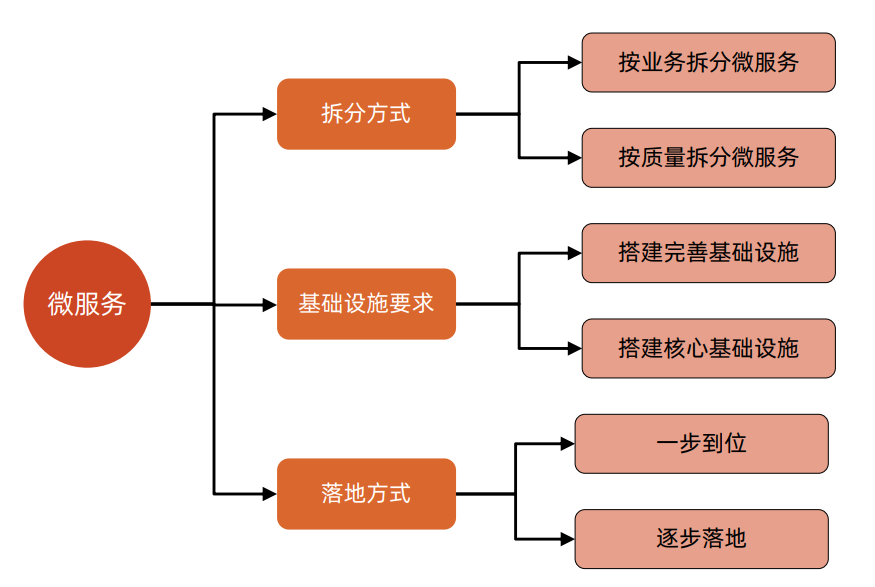 微服务
拆分方式
按业务拆分微服务
按质量拆分微服务
基础设施要求
搭建完善基础设施
搭建核心基础设施
落地方式
一步到位
逐步落地